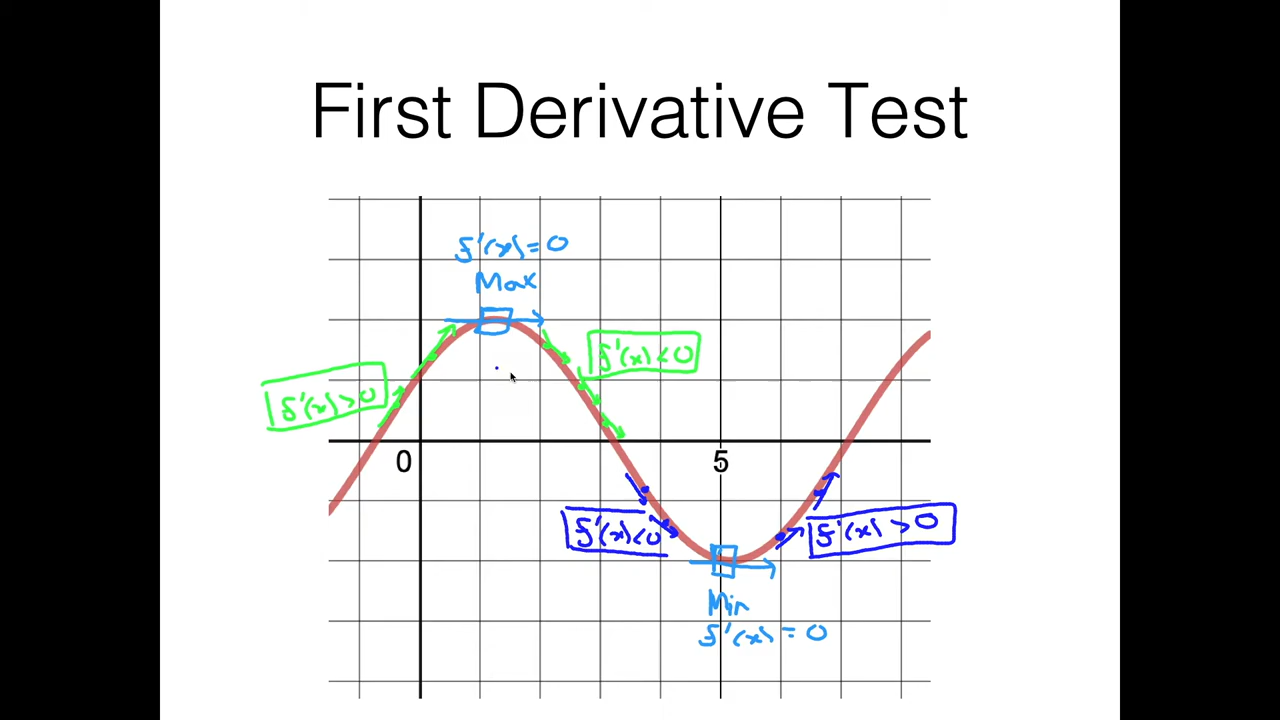 First Derivative Test
f'(x) = 0
Max
f'(x) < 0
f'(x) > 0
0
5
f'(x) < 0
f'(x) > 0
Min
f'(x) = 0